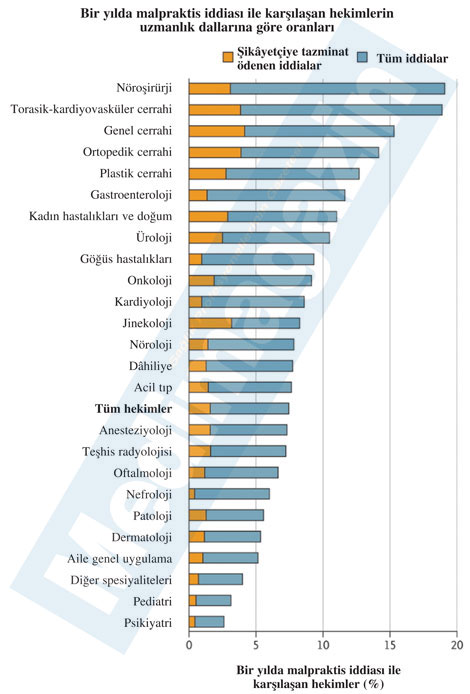 Bir yılda malpraktis iddiası ile karşılaşan hekimlerin
uzmanlık dallarına göre oranları
Şikâyetçiye tazminat
ödenen iddialar
Tüm iddialar
Nöroşirürji
Torasik-kardiyovasküler cerrahi
Genel cerrahi
Ortopedik cerrahi
Plastik cerrahi
Gastroenteroloji
Kadın hastalıkları ve doğum
Üroloji
Göğüs hastalıkları
Onkoloji
Kardiyoloji
Jinekoloji
Nöroloji
Dâhiliye
Acil tıp
Tüm hekimler
Anesteziyoloji
Teşhis radyolojisi
Oftalmoloji
Nefroloji
Patoloji
Dermatoloji
Aile genel uygulama
Diğer spesiyaliteleri
Pediatri
Psikiyatri
0 5 10 15 20
Bir yılda malpraktis iddiası ile
karşılaşan hekimler (%)
Medimagazin